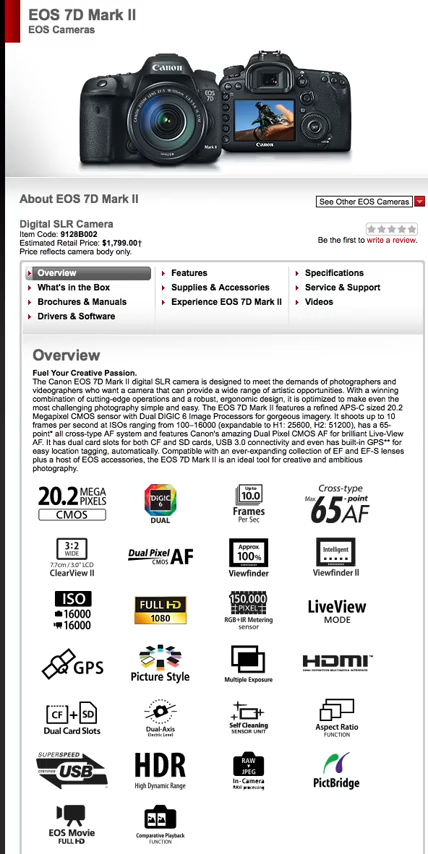 EOS 7D Mark II
EOS Cameras
Canon
EOS
7D
Mark II
Canon
About EOS 7D Mark II
See Other EOS Cameras
Digital SLR Camera
Item Code: 9128B002
Estimated Retail Price: $1,799.00†
Price reflects camera body only.
Be the first to write a review.
Overview
Features
Specifications
What's in the Box
Supplies & Accessories
Service & Support
Brochures & Manuals
Experience EOS 7D Mark II
Videos
Drivers & Software
Overview
Fuel Your Creative Passion.
The Canon EOS 7D Mark II digital SLR camera is designed to meet the demands of photographers and
videographers who want a camera that can provide a wide range of artistic opportunities. With a winning
combination of cutting-edge operations and a robust, ergonomic design, it is optimized to make even the
most challenging photography simple and easy. The EOS 7D Mark II features a refined APS-C sized 20.2
Megapixel CMOS sensor with Dual DIGIC 6 Image Processors for gorgeous imagery. It shoots up to 10
frames per second at ISOs ranging from 100–16000 (expandable to H1: 25600, H2: 51200), has a 65-
point* all cross-type AF system and features Canon's amazing Dual Pixel CMOS AF for brilliant Live-View
AF. It has dual card slots for both CF and SD cards, USB 3.0 connectivity and even has built-in GPS** for
easy location tagging, automatically. Compatible with an ever-expanding collection of EF and EF-S lenses
plus a host of EOS accessories, the EOS 7D Mark II is an ideal tool for creative and ambitious
photography.
20.2 MEGA PIXELS
CMOS
DIGIC
6
DUAL
Up to
10.0
Frames
Per Sec
Cross-type
Max. 65-point AF
3:2
WIDE
7.7cm / 3.0" LCD
ClearView II
Dual Pixel CMOS AF
Approx.
100%
Viewfinder
Intelligent
Viewfinder II
ISO
16000
16000
FULL HD
1080
150,000
PIXEL
RGB+IR Metering
sensor
LiveView
MODE
GPS
Picture Style
Multiple Exposure
HDMI
HIGH-DEFINITION MULTIMEDIA INTERFACE
CF + SD
Dual Card Slots
Dual-Axis
Electronic Level
Self Cleaning
SENSOR UNIT
Aspect Ratio
FUNCTION
SUPERSPEED
CERTIFIED USB
HDR
High Dynamic Range
RAW
JPEG
In-Camera
RAW processing
PictBridge
EOS Movie
FULL HD
Comparative Playback
FUNCTION